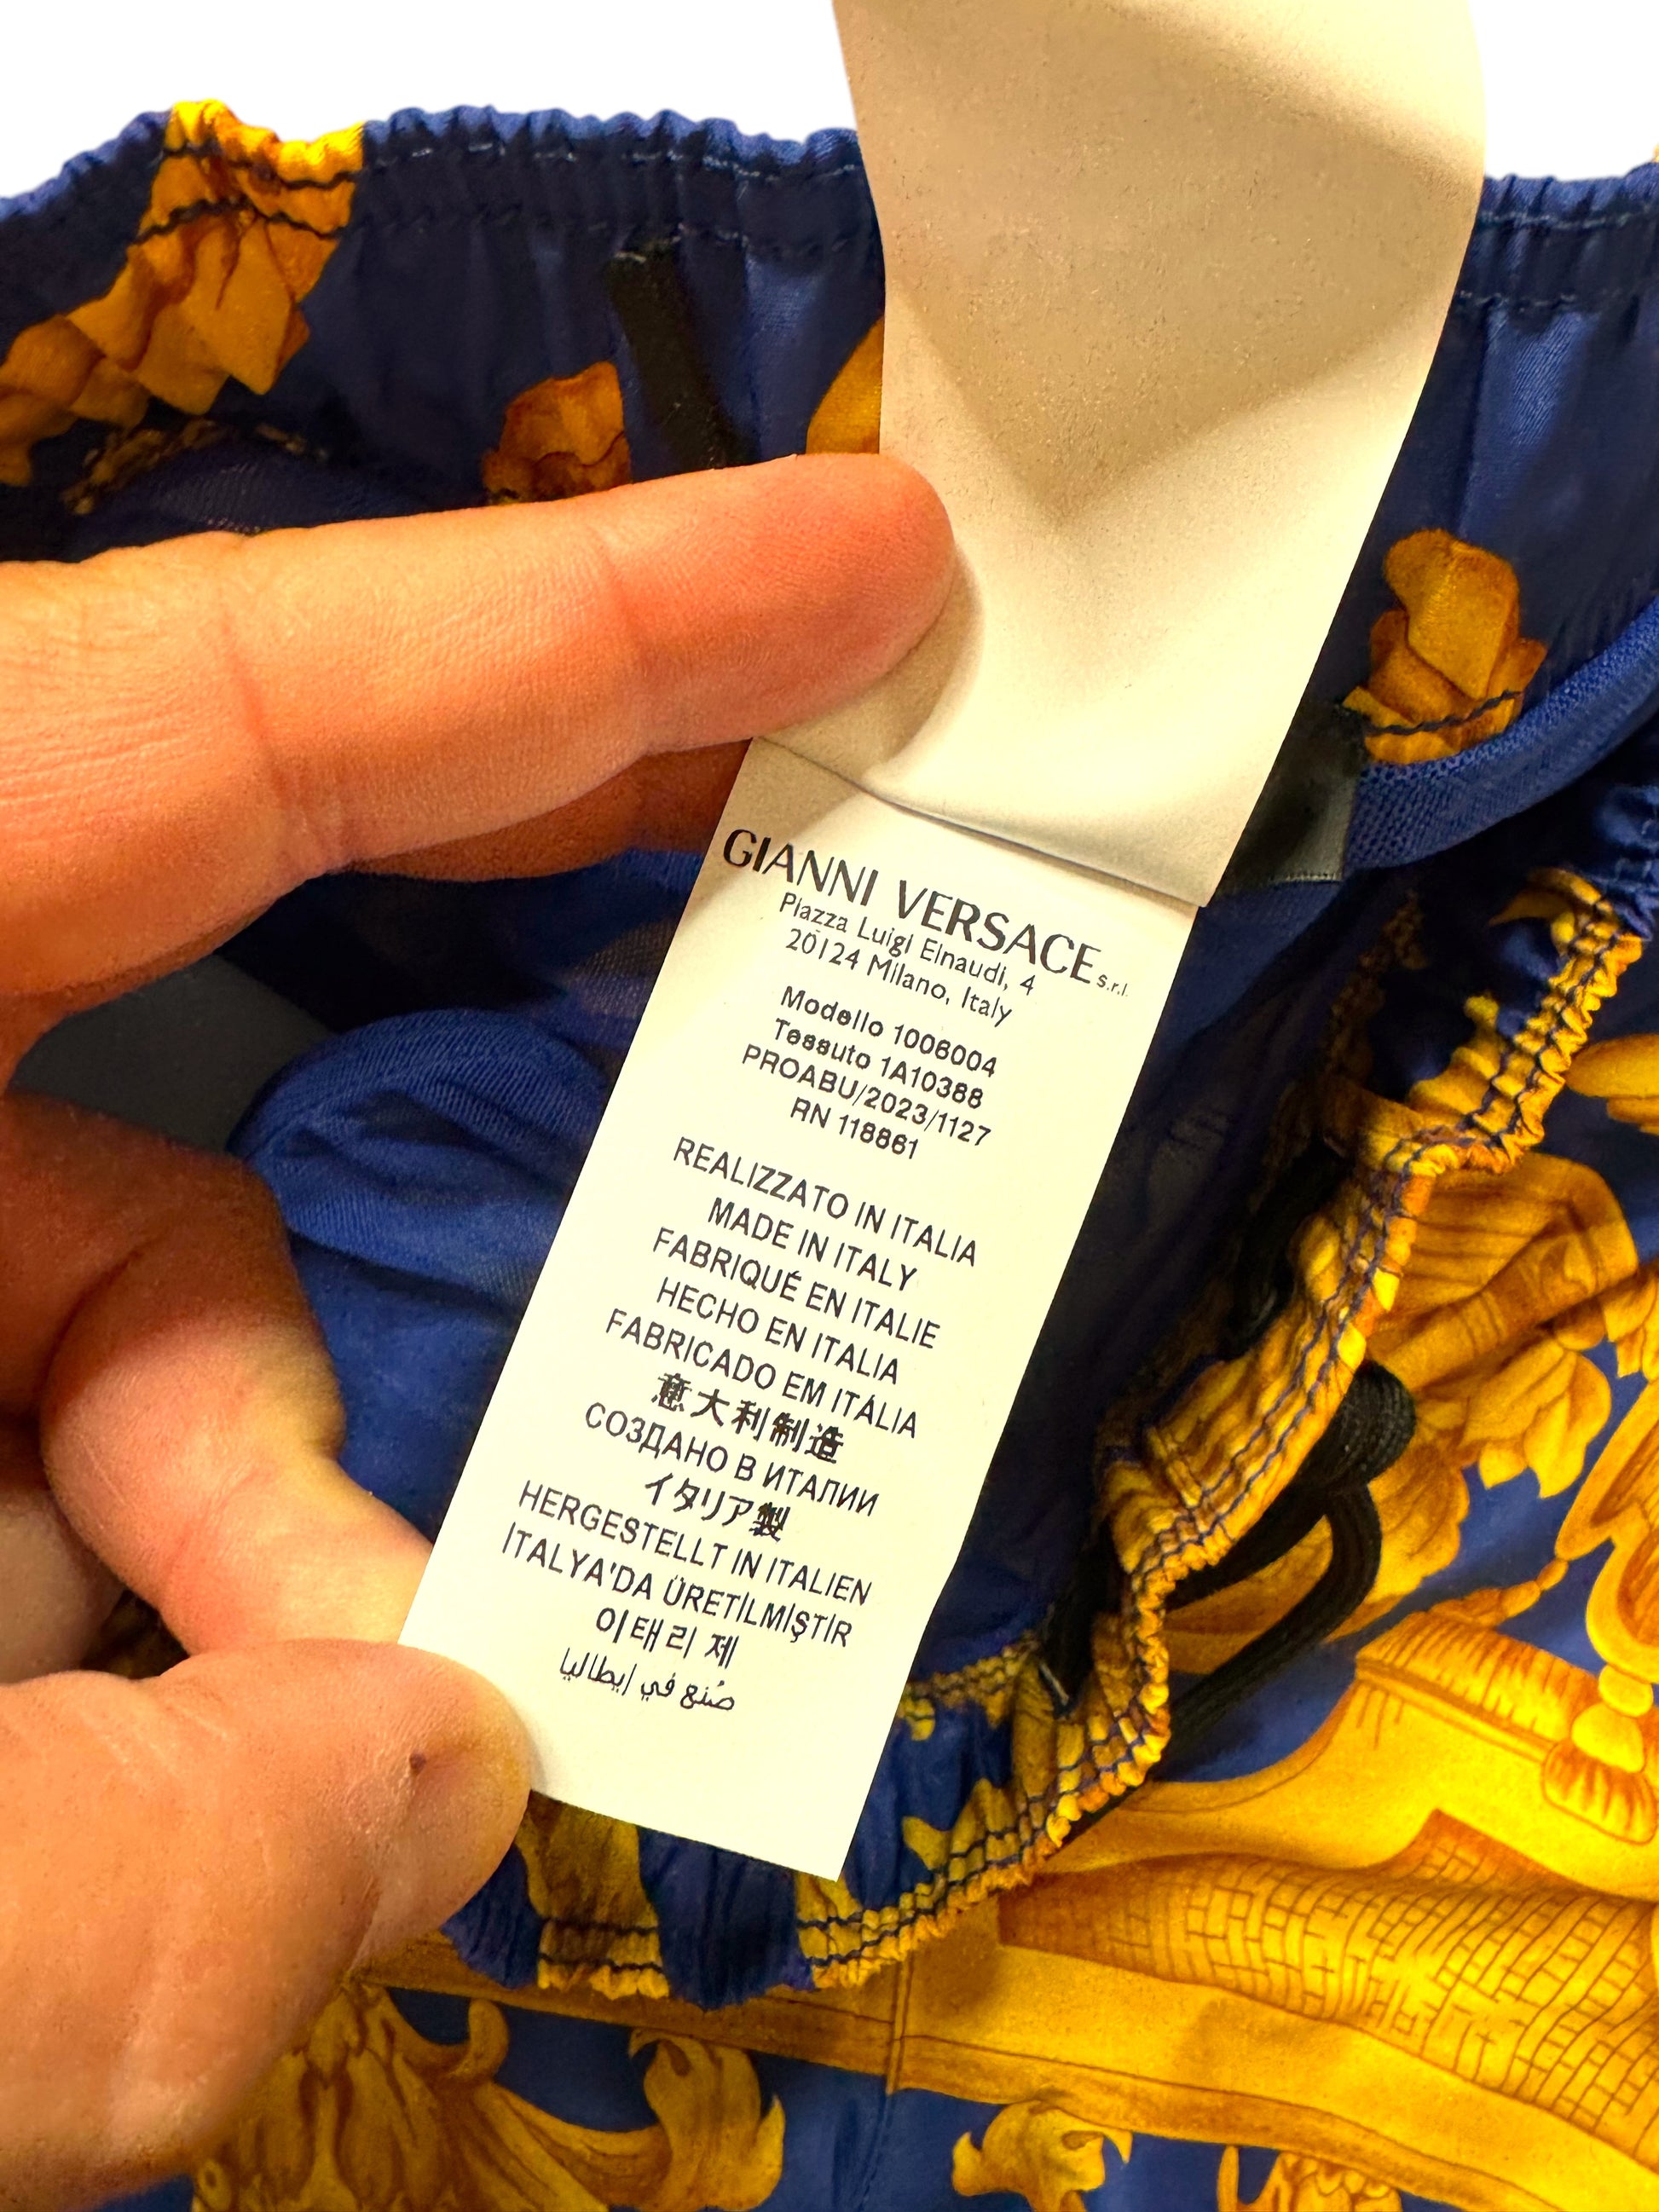 GIANNI VERSACE s.r.l.
Piazza Luigi Einaudi, 4
20124 Milano, Italy
Modello 1006004
Tessuto 1A10388
PROABU/2023/1127
RN 118861
REALIZZATO IN ITALIA
MADE IN ITALY
FABRIQUÉ EN ITALIE
HECHO EN ITALIA
FABRICADO EM ITÁLIA
意大利制造
СОЗДАНО В ИТАПИИ
イタリア製
HERGESTELLT IN ITALIEN
ITALYA'DA ÜRETİLMİŞTİR
이태리 제
صُنع في إيطاليا